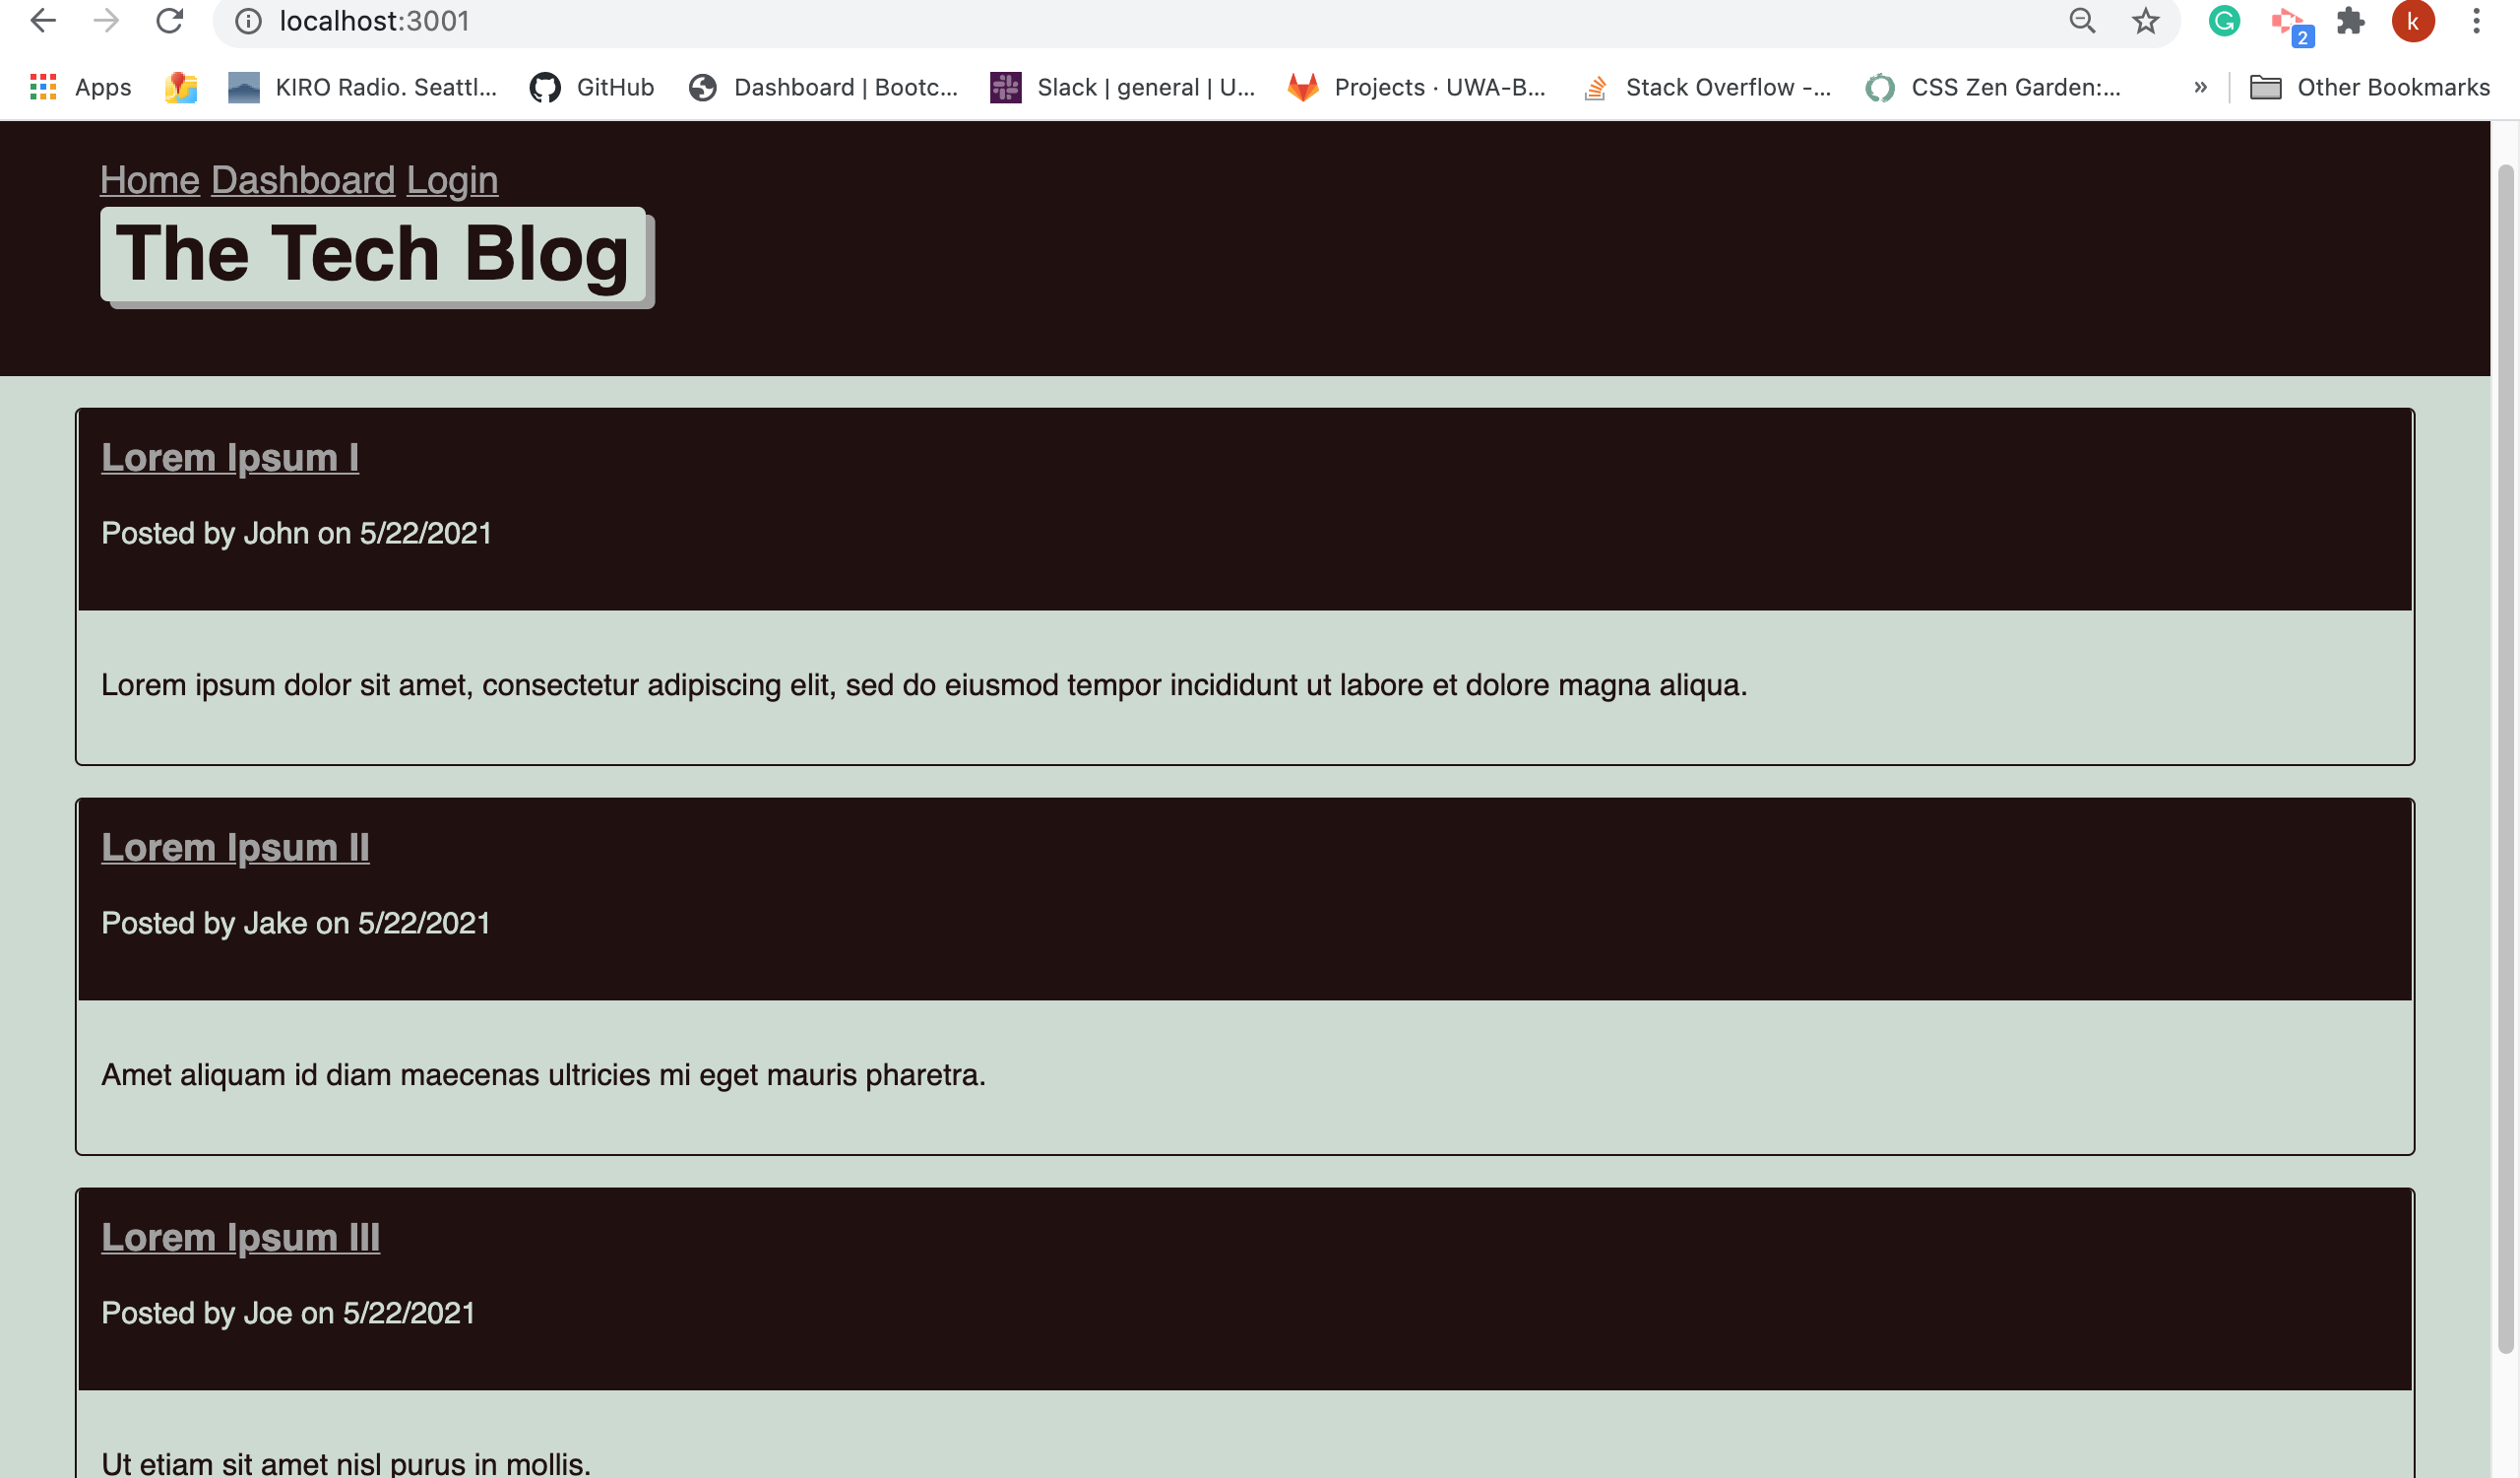 localhost:3001
k
2
Apps KIRO Radio. Seattl... GitHub Dashboard | Bootc... Slack | general | U... Projects · UWA-B... Stack Overflow -... CSS Zen Garden:... » Other Bookmarks
Home Dashboard Login
The Tech Blog
Lorem Ipsum I
Posted by John on 5/22/2021
Lorem ipsum dolor sit amet, consectetur adipiscing elit, sed do eiusmod tempor incididunt ut labore et dolore magna aliqua.
Lorem Ipsum II
Posted by Jake on 5/22/2021
Amet aliquam id diam maecenas ultricies mi eget mauris pharetra.
Lorem Ipsum III
Posted by Joe on 5/22/2021
Ut etiam sit amet nisl purus in mollis.